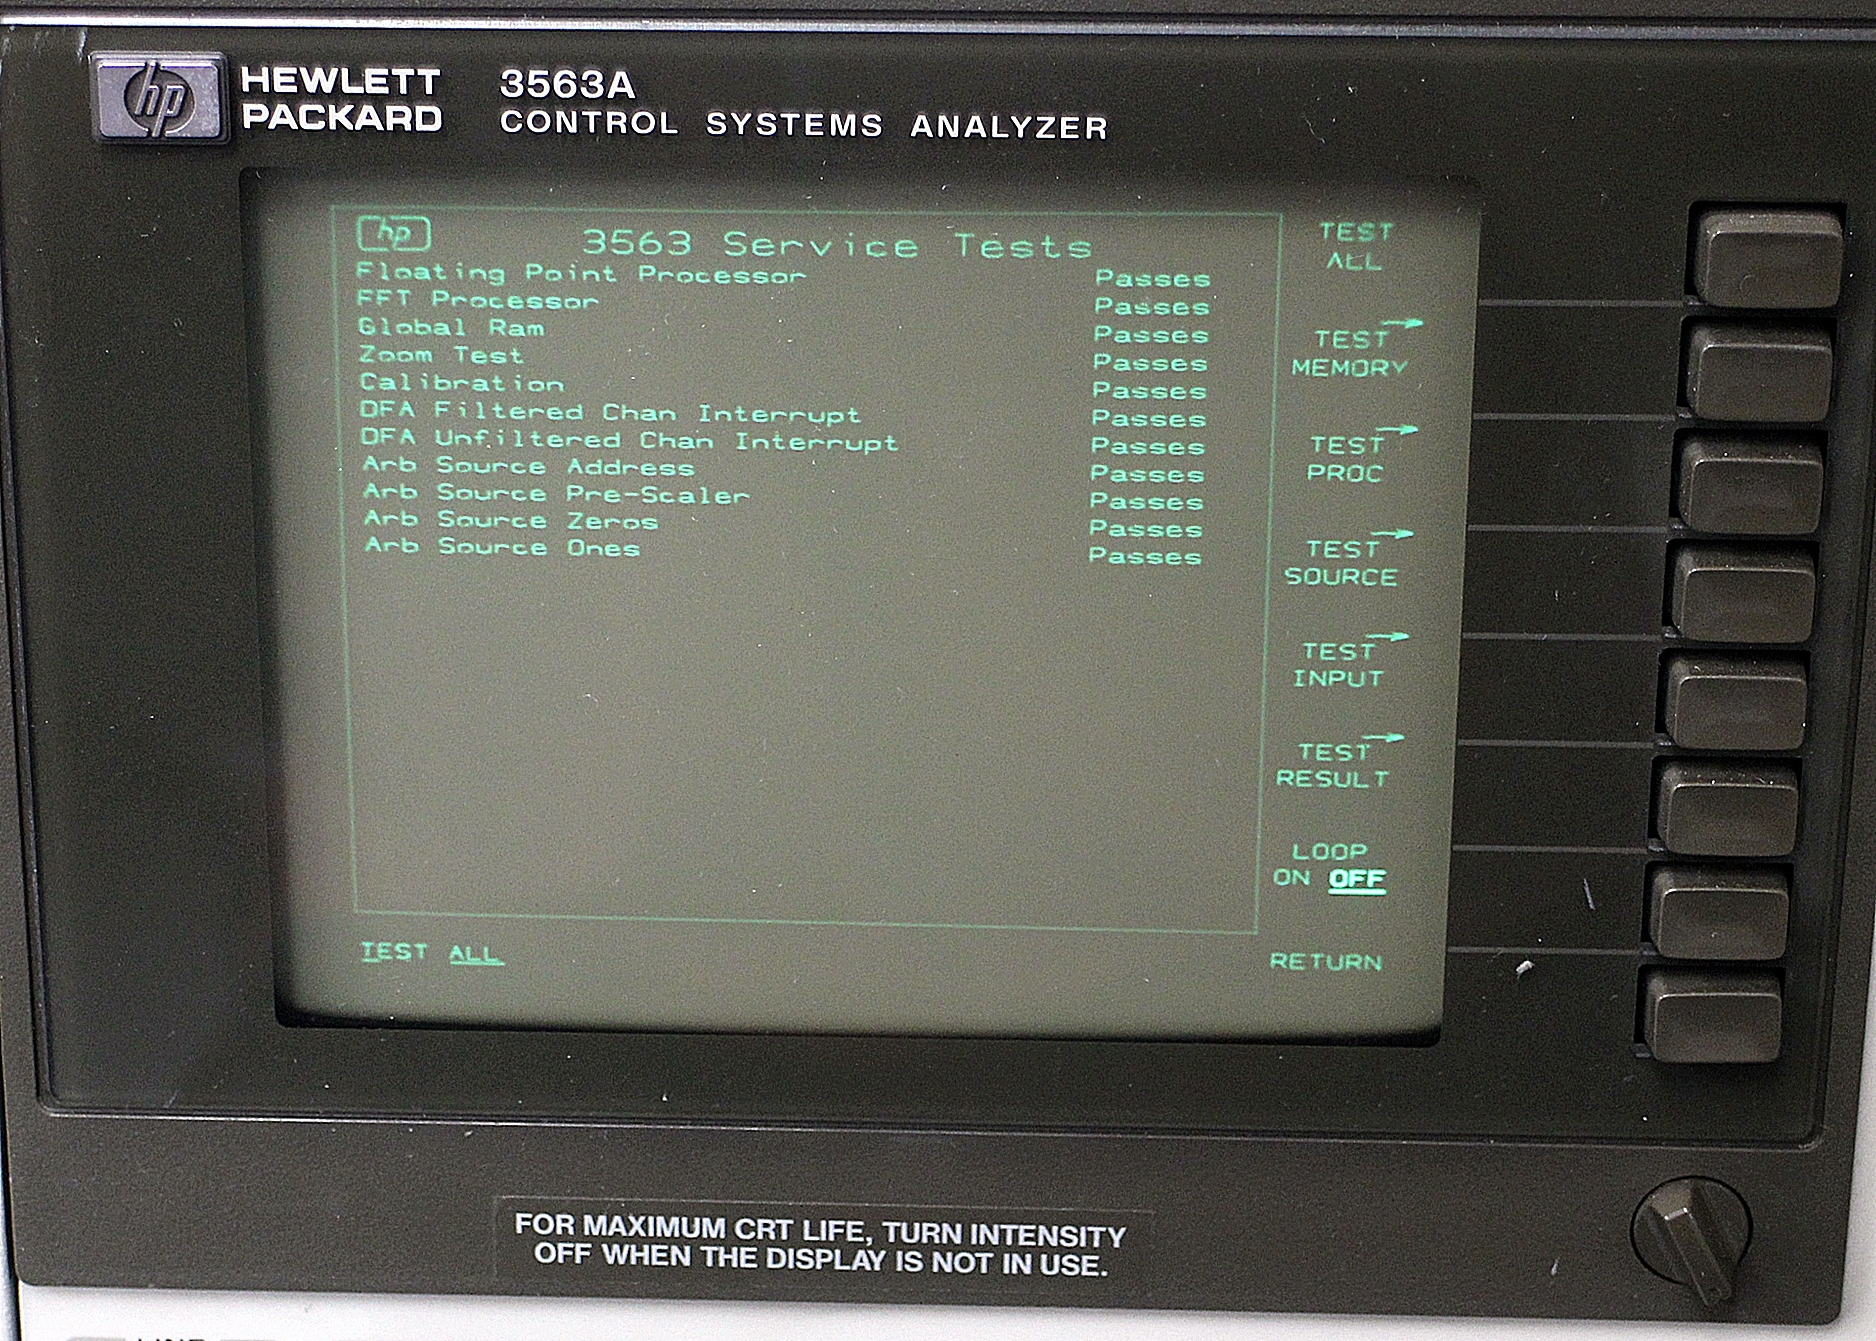 hp HEWLETT PACKARD
3563A
CONTROL SYSTEMS ANALYZER
hp
3563 Service Tests
Floating Point Processor Passes
FFT Processor Passes
Global Ram Passes
Zoom Test Passes
Calibration Passes
DFA Filtered Chan Interrupt Passes
DFA Unfiltered Chan Interrupt Passes
Arb Source Address Passes
Arb Source Pre-Scaler Passes
Arb Source Zeros Passes
Arb Source Ones Passes
TEST ALL
TEST
ALL
TEST
MEMORY
TEST
PROC
TEST
SOURCE
TEST
INPUT
TEST
RESULT
LOOP
ON OFF
RETURN
FOR MAXIMUM CRT LIFE, TURN INTENSITY
OFF WHEN THE DISPLAY IS NOT IN USE.